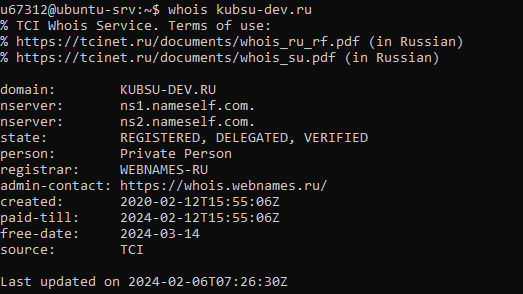 u67312@ubuntu-srv:~$ whois kubsu-dev.ru
% TCI Whois Service. Terms of use:
% https://tcinet.ru/documents/whois_ru_rf.pdf (in Russian)
% https://tcinet.ru/documents/whois_su.pdf (in Russian)

domain:        KUBSU-DEV.RU
nserver:       ns1.nameself.com.
nserver:       ns2.nameself.com.
state:         REGISTERED, DELEGATED, VERIFIED
person:        Private Person
registrar:     WEBNAMES-RU
admin-contact: https://whois.webnames.ru/
created:       2020-02-12T15:55:06Z
paid-till:     2024-02-12T15:55:06Z
free-date:     2024-03-14
source:        TCI

Last updated on 2024-02-06T07:26:30Z